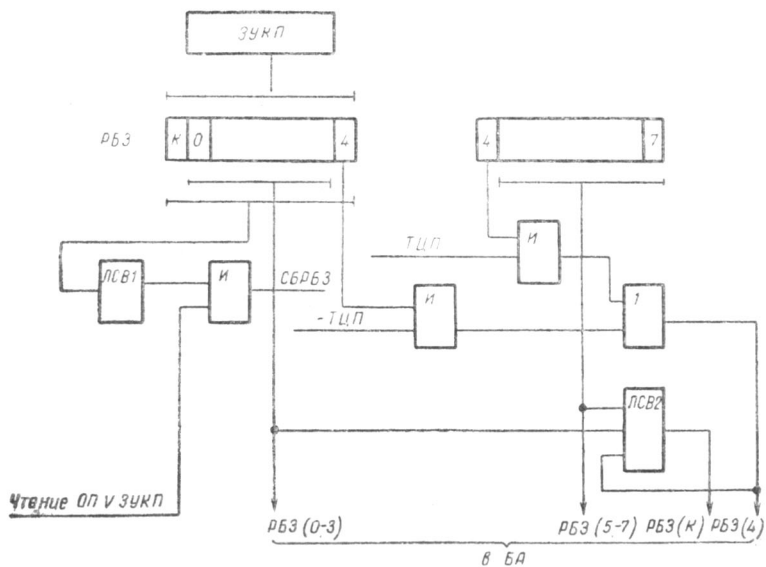 ЗУКП
РБЗ К 0 4 4 7
ТЦП И
ЛСВ1 И СБРБЗ И 1
-ТЦП
ЛСВ2
Чтение ОП V ЗУКП
РБЗ (0-3) РБЗ (5-7) РБЗ (К) РБЗ (4)
в БА